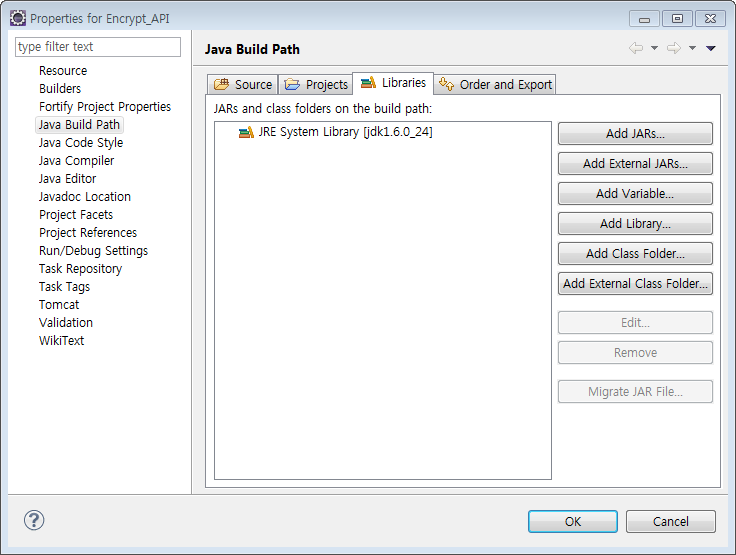 Properties for Encrypt_API
type filter text
Resource
Builders
Fortify Project Properties
Java Build Path
Java Code Style
Java Compiler
Java Editor
Javadoc Location
Project Facets
Project References
Run/Debug Settings
Task Repository
Task Tags
Tomcat
Validation
WikiText
Java Build Path
Source
Projects
Libraries
Order and Export
JARs and class folders on the build path:
JRE System Library [jdk1.6.0_24]
Add JARs...
Add External JARs...
Add Variable...
Add Library...
Add Class Folder...
Add External Class Folder...
Edit...
Remove
Migrate JAR File...
?
OK
Cancel